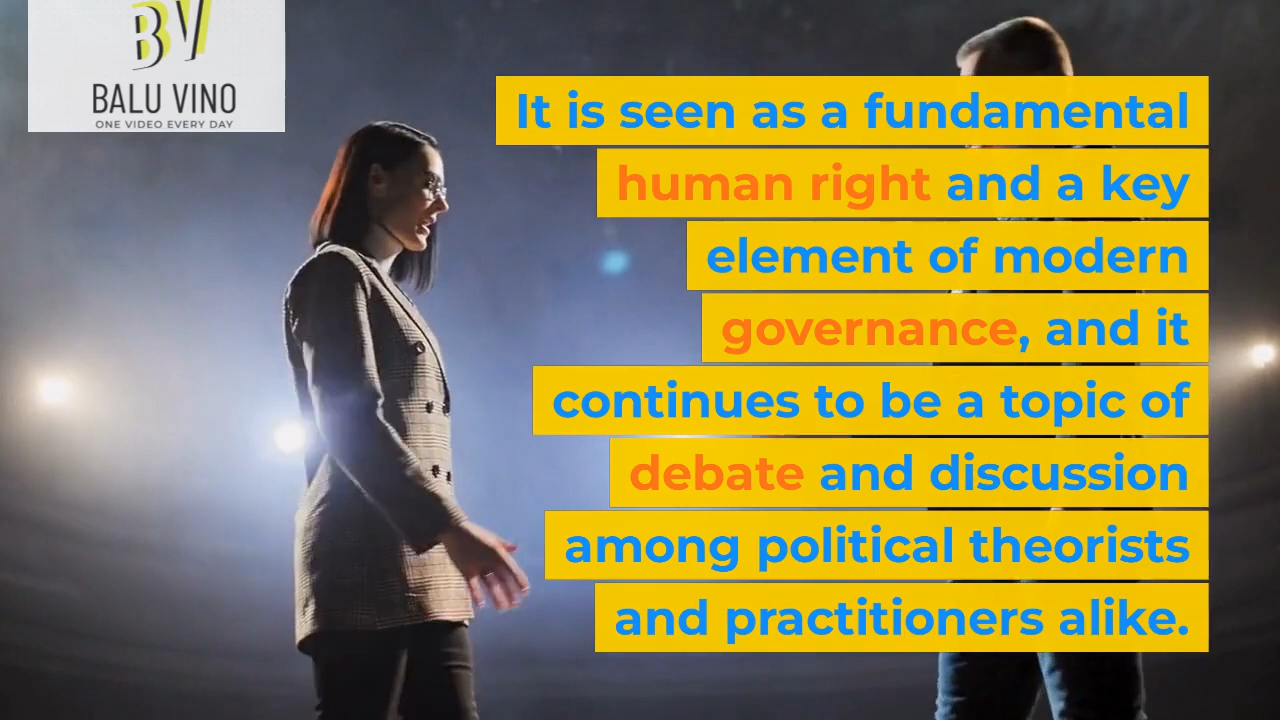 BV
BALU VINO
ONE VIDEO EVERY DAY
It is seen as a fundamental
human right and a key
element of modern
governance, and it
continues to be a topic of
debate and discussion
among political theorists
and practitioners alike.